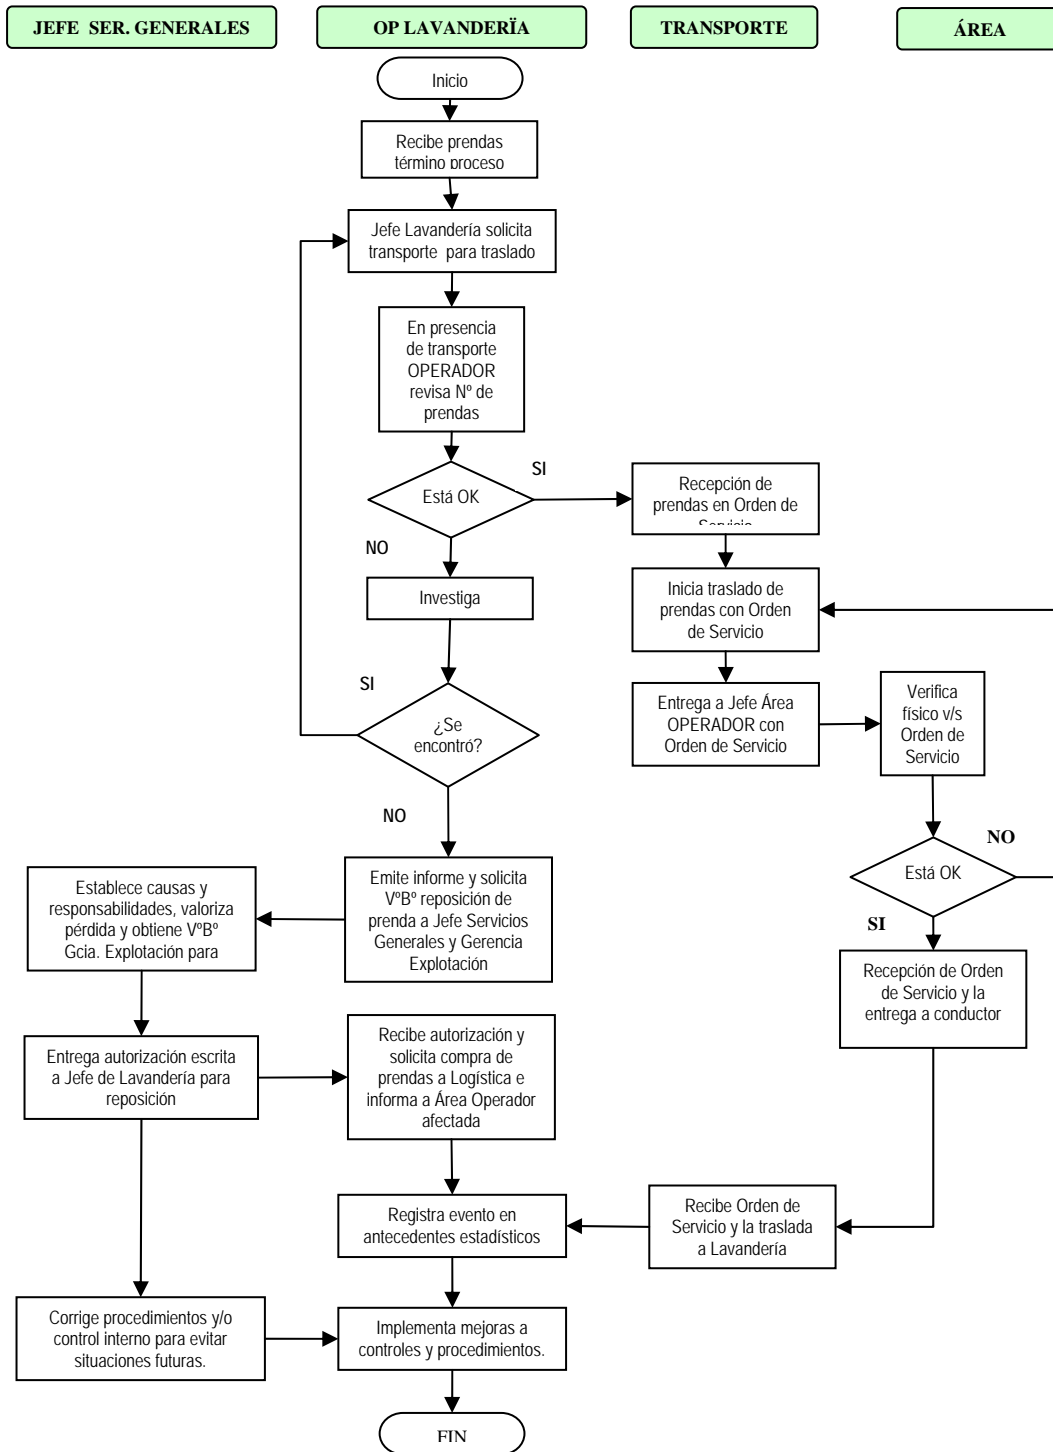 JEFE SER. GENERALES
OP LAVANDERÏA
TRANSPORTE
ÁREA
Inicio
Recibe prendas
término proceso
Jefe Lavandería solicita
transporte para traslado
En presencia
de transporte
OPERADOR
revisa Nº de
prendas
Está OK
SI
NO
Recepción de
prendas en Orden de
Servicio
Investiga
Inicia traslado de
prendas con Orden
de Servicio
¿Se
encontró?
SI
NO
Entrega a Jefe Área
OPERADOR con
Orden de Servicio
Verifica
físico v/s
Orden de
Servicio
Está OK
NO
SI
Emite informe y solicita
VºBº reposición de
prenda a Jefe Servicios
Generales y Gerencia
Explotación
Establece causas y
responsabilidades, valoriza
pérdida y obtiene VºBº
Gcia. Explotación para
Recepción de Orden
de Servicio y la
entrega a conductor
Entrega autorización escrita
a Jefe de Lavandería para
reposición
Recibe autorización y
solicita compra de
prendas a Logística e
informa a Área Operador
afectada
Registra evento en
antecedentes estadísticos
Recibe Orden de
Servicio y la traslada
a Lavandería
Corrige procedimientos y/o
control interno para evitar
situaciones futuras.
Implementa mejoras a
controles y procedimientos.
FIN